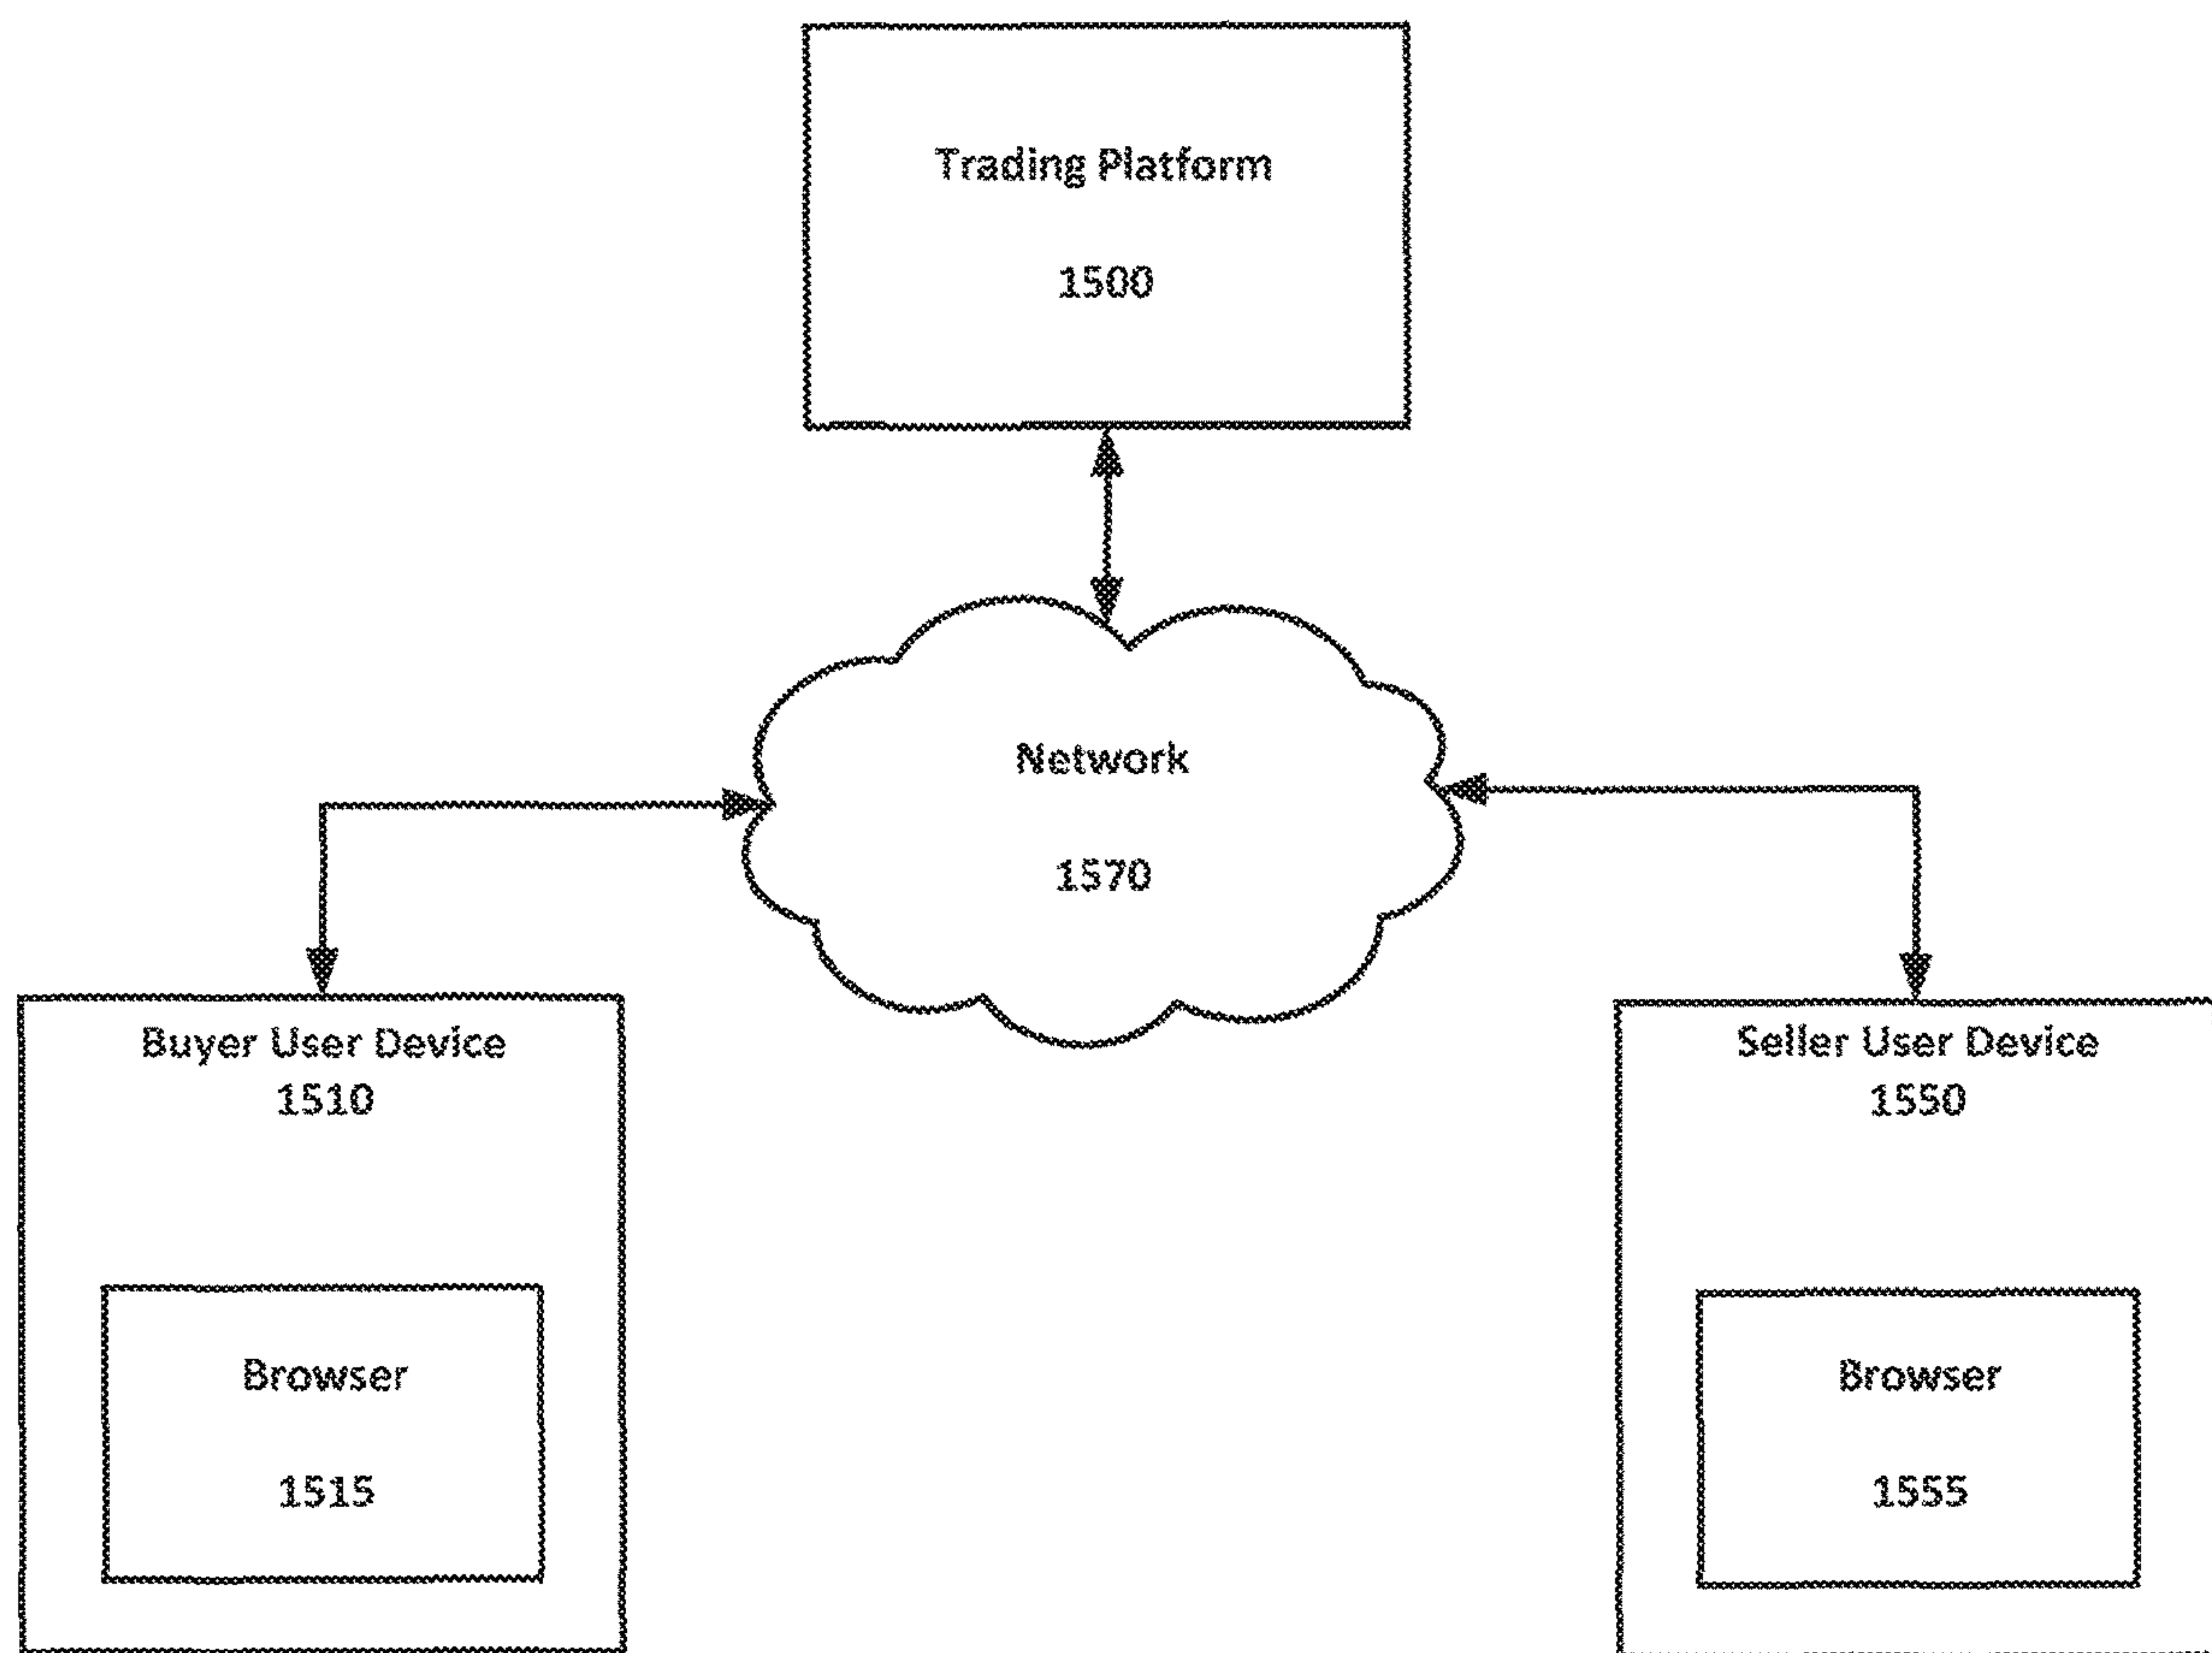 Trading Platform
1500
Network
1570
Buyer User Device
1510
Browser
1515
Seller User Device
1550
Browser
1555